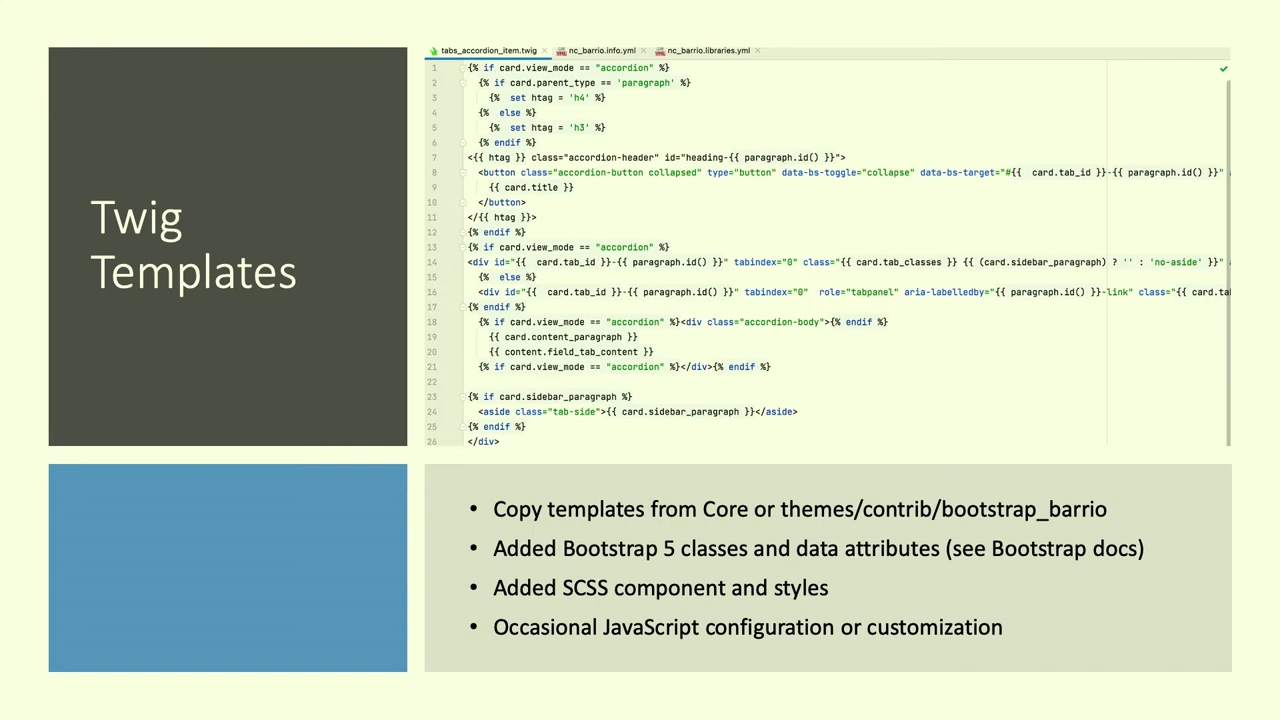 Twig
Templates
tabs_accordion_item.twig × nc_barrio.info.yml × nc_barrio.libraries.yml ×
1 {% if card.view_mode == "accordion" %}
2 {% if card.parent_type == 'paragraph' %}
3 {% set htag = 'h4' %}
4 {% else %}
5 {% set htag = 'h3' %}
6 {% endif %}
7 <{{ htag }} class="accordion-header" id="heading-{{ paragraph.id() }}">
8 <button class="accordion-button collapsed" type="button" data-bs-toggle="collapse" data-bs-target="#{{ card.tab_id }}-{{ paragraph.id() }}"
9 {{ card.title }}
10 </button>
11 </{{ htag }}>
12 {% endif %}
13 {% if card.view_mode == "accordion" %}
14 <div id="{{ card.tab_id }}-{{ paragraph.id() }}" tabindex="0" class="{{ card.tab_classes }} {{ (card.sidebar_paragraph) ? '' : 'no-aside' }}"
15 {% else %}
16 <div id="{{ card.tab_id }}-{{ paragraph.id() }}" tabindex="0" role="tabpanel" aria-labelledby="{{ paragraph.id() }}-link" class="{{ card.ta
17 {% endif %}
18 {% if card.view_mode == "accordion" %}<div class="accordion-body">{% endif %}
19 {{ card.content_paragraph }}
20 {{ content.field_tab_content }}
21 {% if card.view_mode == "accordion" %}</div>{% endif %}
22
23 {% if card.sidebar_paragraph %}
24 <aside class="tab-side">{{ card.sidebar_paragraph }}</aside>
25 {% endif %}
26 </div>
• Copy templates from Core or themes/contrib/bootstrap_barrio
• Added Bootstrap 5 classes and data attributes (see Bootstrap docs)
• Added SCSS component and styles
• Occasional JavaScript configuration or customization